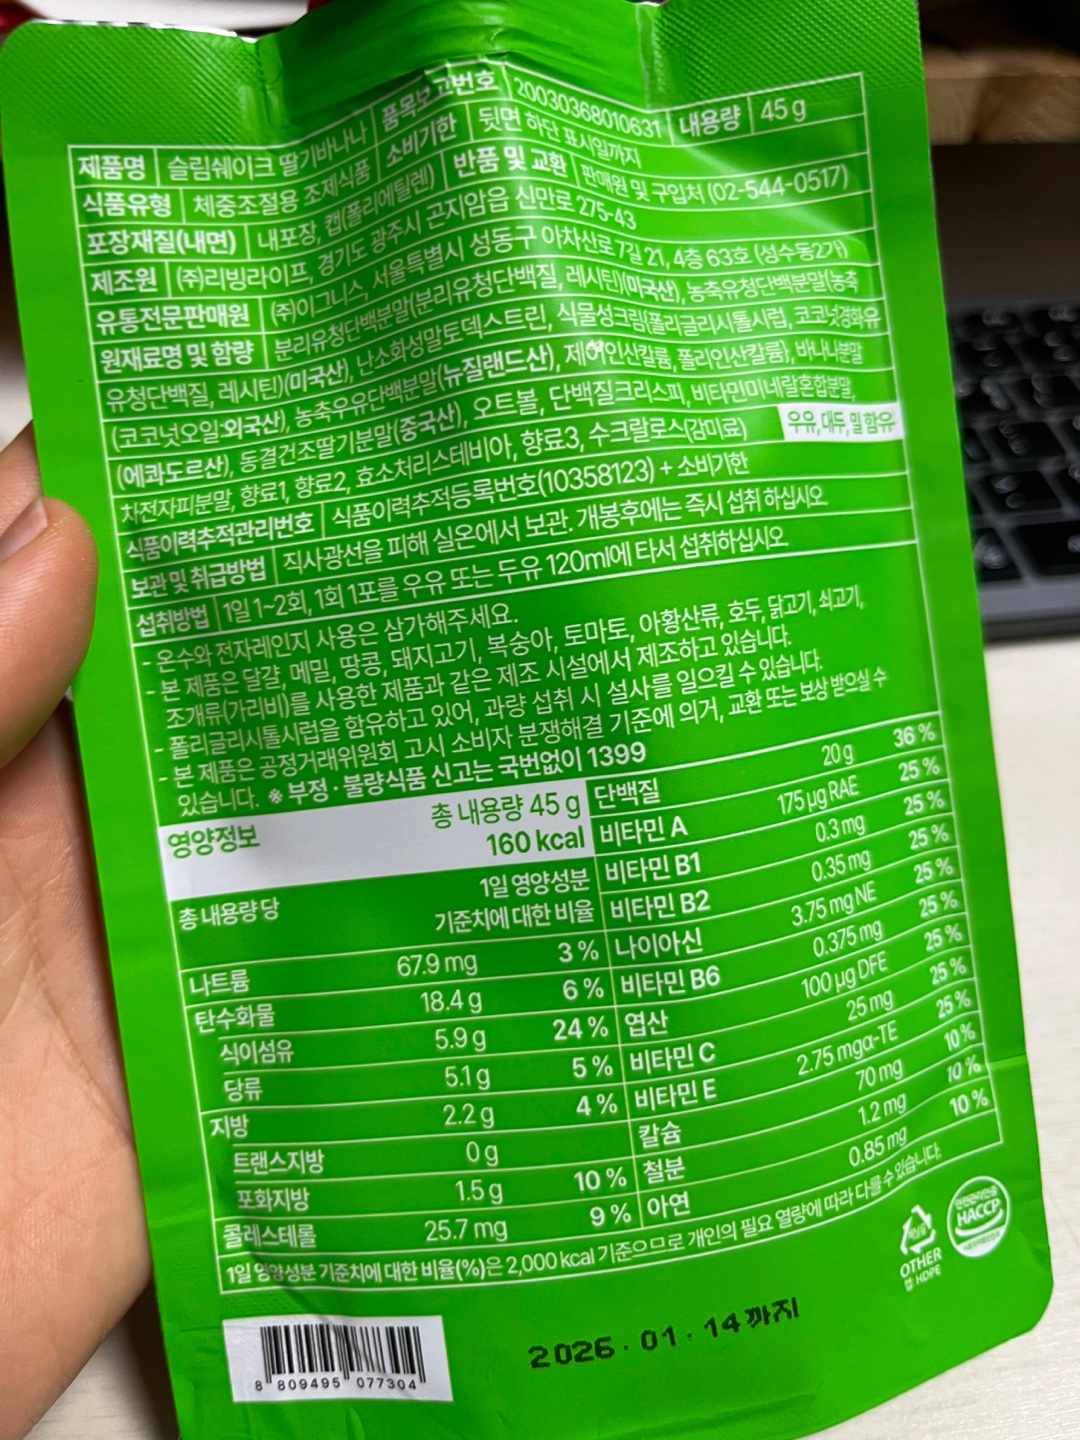 제품명 슬림쉐이크 딸기바나나 품목보고번호 20030368010631 내용량 45 g
식품유형 체중조절용 조제식품 소비기한 뒷면 하단 표시일까지
포장재질(내면) 내포장, 캡(폴리에틸렌) 반품 및 교환 판매원 및 구입처 (02-544-0517)
제조원 (주)리빙라이프, 경기도 광주시 곤지암읍 신만로 275-43
유통전문판매원 (주)이그니스, 서울특별시 성동구 아차산로7길 21, 4층 63호 (성수동2가)
원재료명 및 함량 분리유청단백분말(분리유청단백질, 레시틴)(미국산), 농축유청단백분말(농축
유청단백질, 레시틴)(미국산), 난소화성말토덱스트린, 식물성크림(폴리글리시톨시럽, 코코넛경화유
(코코넛오일:외국산), 농축우유단백분말(뉴질랜드산), 제이인산칼륨, 폴리인산칼륨), 바나나분말
(에콰도르산), 동결건조딸기분말(중국산), 오트볼, 단백질크리스피, 비타민미네랄혼합분말,
차전자피분말, 향료1, 향료2, 효소처리스테비아, 향료3, 수크랄로스(감미료) 우유, 대두, 밀 함유
식품이력추적관리번호 식품이력추적등록번호(10358123) + 소비기한
보관 및 취급방법 직사광선을 피해 실온에서 보관. 개봉후에는 즉시 섭취 하십시오
섭취방법 1일 1~2회, 1회 1포를 우유 또는 두유 120ml에 타서 섭취하십시오
- 온수와 전자레인지 사용은 삼가해주세요.
- 본 제품은 달걀, 메밀, 땅콩, 돼지고기, 복숭아, 토마토, 아황산류, 호두, 닭고기, 쇠고기,
조개류(가리비)를 사용한 제품과 같은 제조 시설에서 제조하고 있습니다.
- 폴리글리시톨시럽을 함유하고 있어, 과량 섭취 시 설사를 일으킬 수 있습니다.
- 본 제품은 공정거래위원회 고시 소비자 분쟁해결 기준에 의거, 교환 또는 보상 받으실 수
있습니다. ※ 부정 · 불량식품 신고는 국번없이 1399
영양정보 총 내용량 45 g
160 kcal
총 내용량당 1일 영양성분
기준치에 대한 비율
나트륨 67.9 mg 3 %
탄수화물 18.4 g 6 %
식이섬유 5.9 g 24 %
당류 5.1 g 5 %
지방 2.2 g 4 %
트랜스지방 0 g
포화지방 1.5 g 10 %
콜레스테롤 25.7 mg 9 %
단백질 20 g 36 %
비타민 A 175 µg RAE 25 %
비타민 B1 0.3 mg 25 %
비타민 B2 0.35 mg 25 %
나이아신 3.75 mg NE 25 %
비타민 B6 0.375 mg 25 %
엽산 100 µg DFE 25 %
비타민 C 25 mg 25 %
비타민 E 2.75 mgα-TE 25 %
칼슘 70 mg 10 %
철분 1.2 mg 10 %
아연 0.85 mg 10 %
1일 영양성분 기준치에 대한 비율(%)은 2,000 kcal 기준으므로 개인의 필요 열량에 따라 다를 수 있습니다.
OTHER
캡: HDPE
HACCP
2026.01.14까지
8 809495 077304